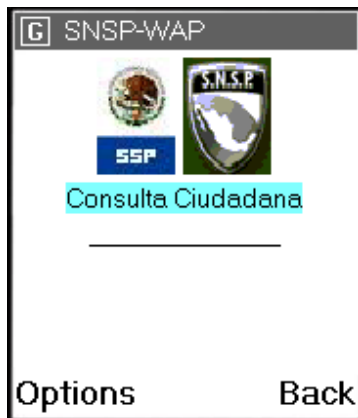 G SNSP-WAP
S.N.S.P.
SSP
Consulta Ciudadana
Options Back